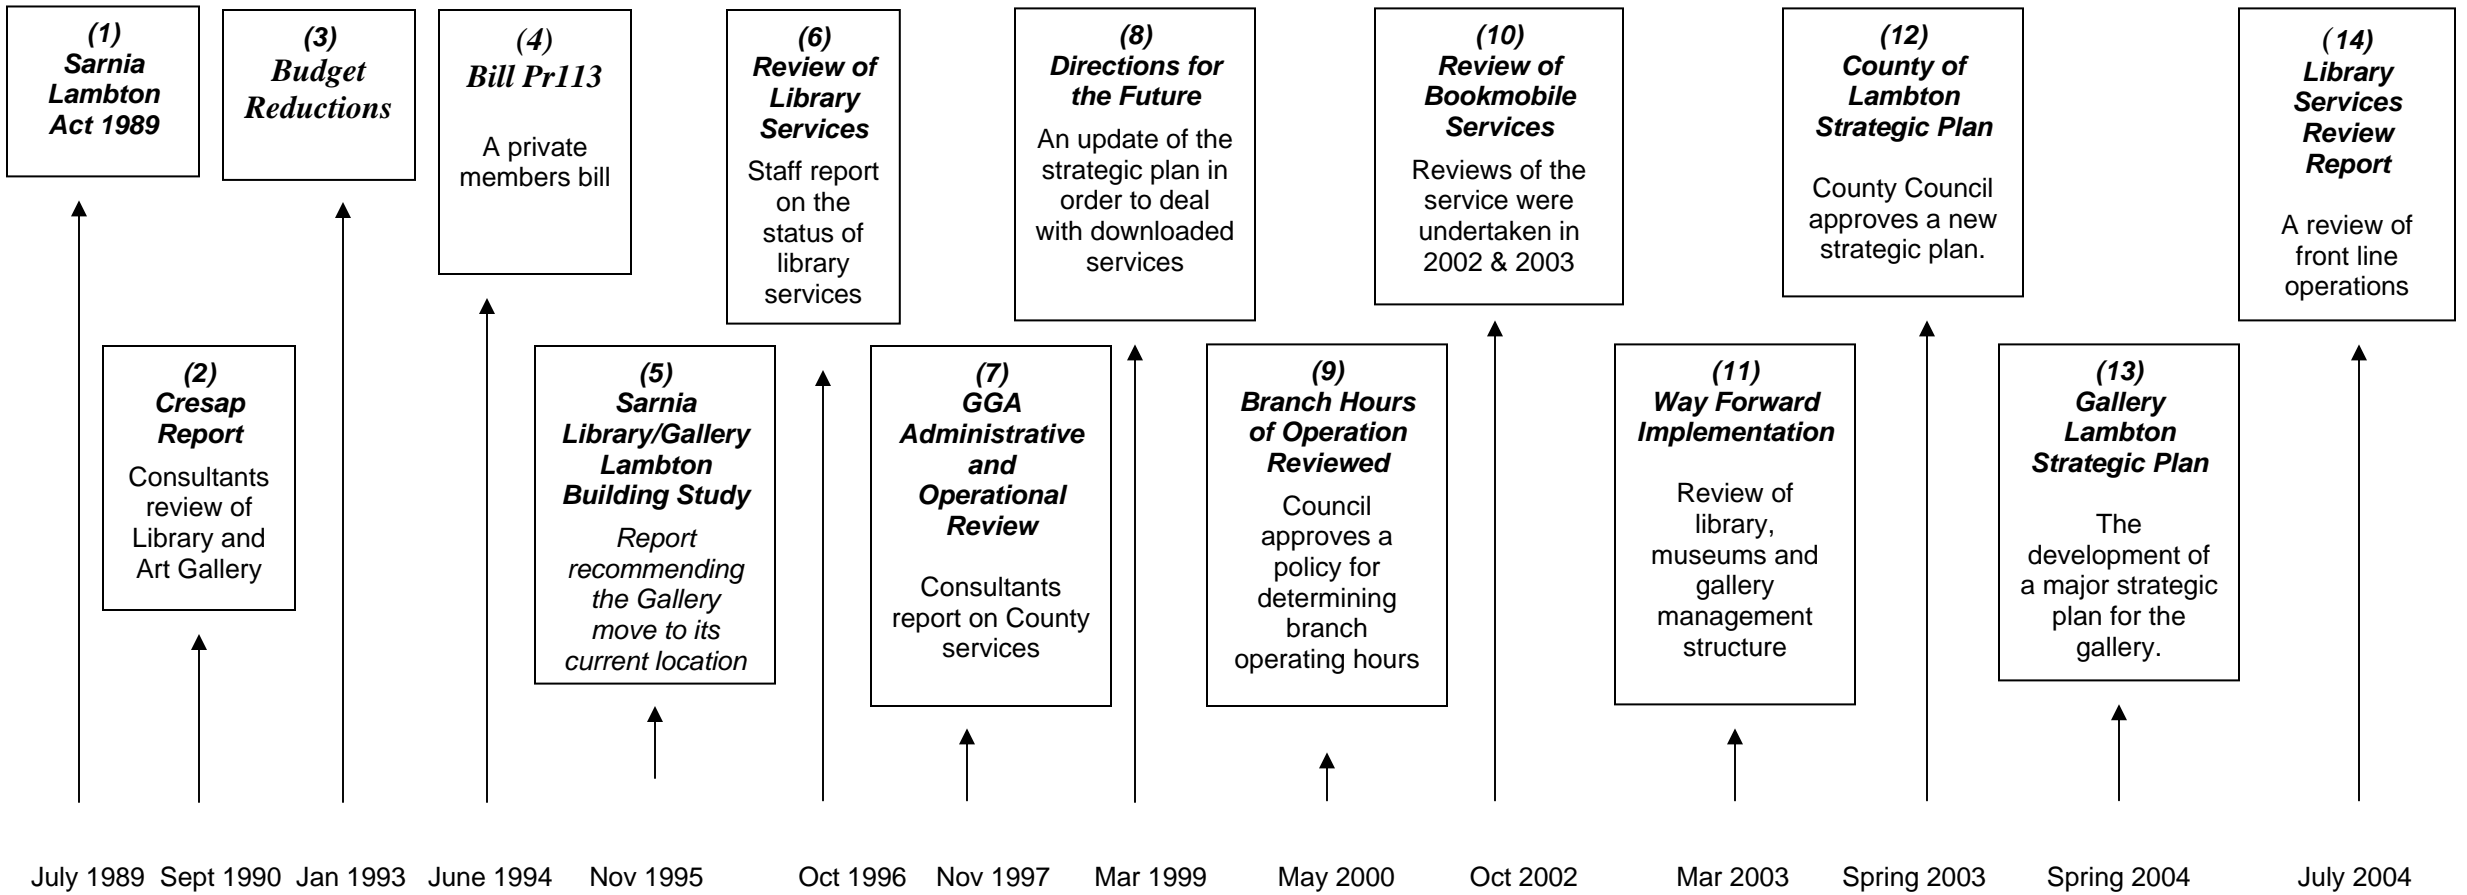 (1)
Sarnia
Lambton
Act 1989
(2)
Cresap
Report
Consultants
review of
Library and
Art Gallery
(3)
Budget
Reductions
(4)
Bill Pr113
A private
members bill
(5)
Sarnia
Library/Gallery
Lambton
Building Study
Report
recommending
the Gallery
move to its
current location
(6)
Review of
Library
Services
Staff report
on the
status of
library
services
(7)
GGA
Administrative
and
Operational
Review
Consultants
report on County
services
(8)
Directions for
the Future
An update of the
strategic plan in
order to deal
with downloaded
services
(9)
Branch Hours
of Operation
Reviewed
Council
approves a
policy for
determining
branch
operating hours
(10)
Review of
Bookmobile
Services
Reviews of the
service were
undertaken in
2002 & 2003
(11)
Way Forward
Implementation
Review of
library,
museums and
gallery
management
structure
(12)
County of
Lambton
Strategic Plan
County Council
approves a new
strategic plan.
(13)
Gallery
Lambton
Strategic Plan
The
development of
a major strategic
plan for the
gallery.
(14)
Library
Services
Review
Report
A review of
front line
operations
July 1989 Sept 1990 Jan 1993 June 1994 Nov 1995 Oct 1996 Nov 1997 Mar 1999 May 2000 Oct 2002 Mar 2003 Spring 2003 Spring 2004 July 2004